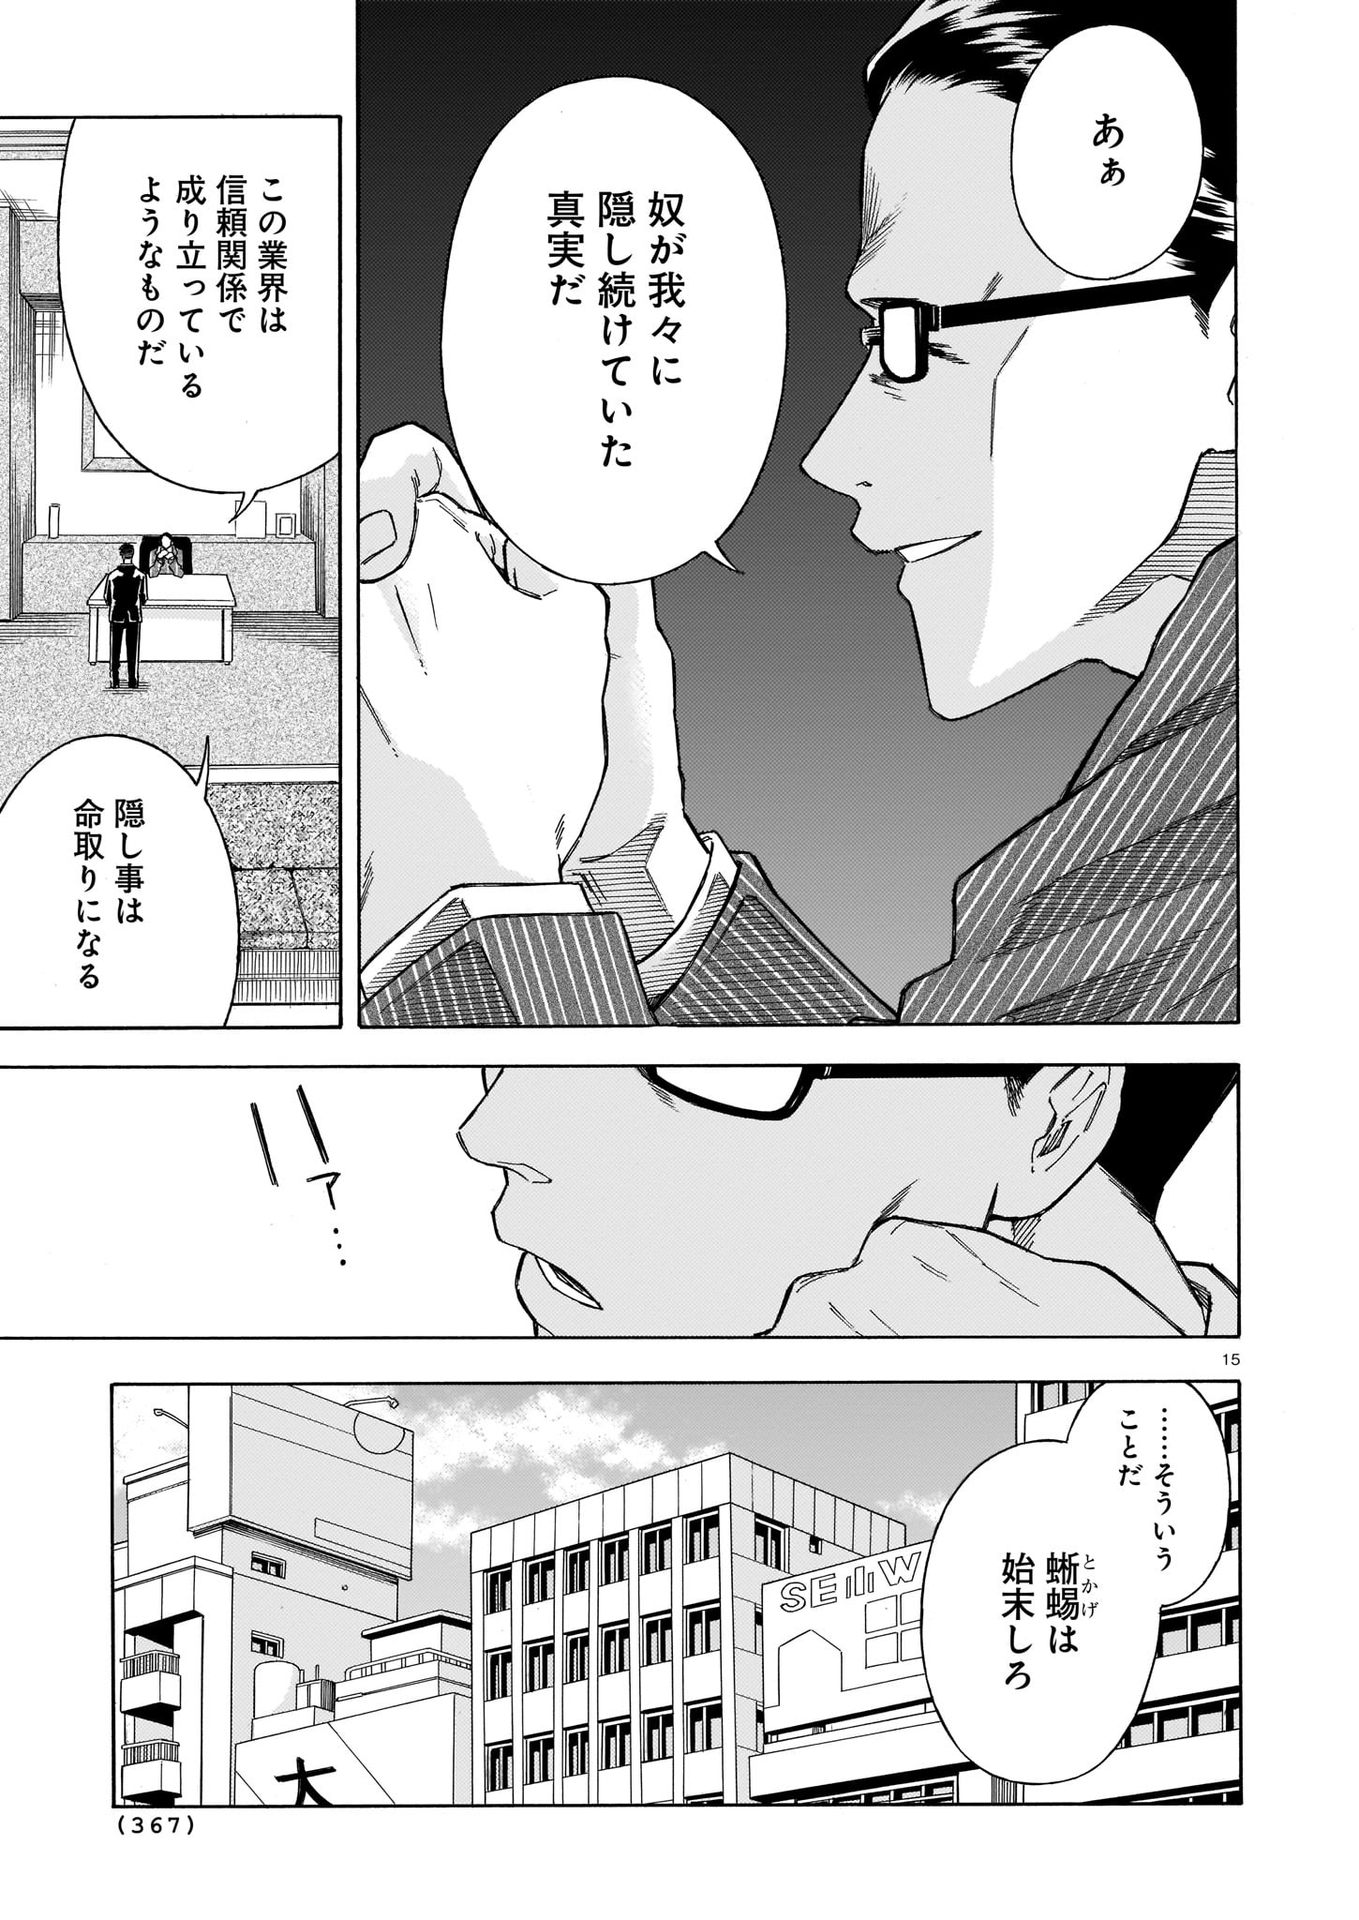 あぁ
奴が我々に
隠し続けていた
真実だ
この業界は
信頼関係で
成り立っている
ようなものだ
隠し事は
命取りになる
ハァ…
15
……そういう
ことだ
蜥蜴は
とかげ
始末しろ
大
(367)